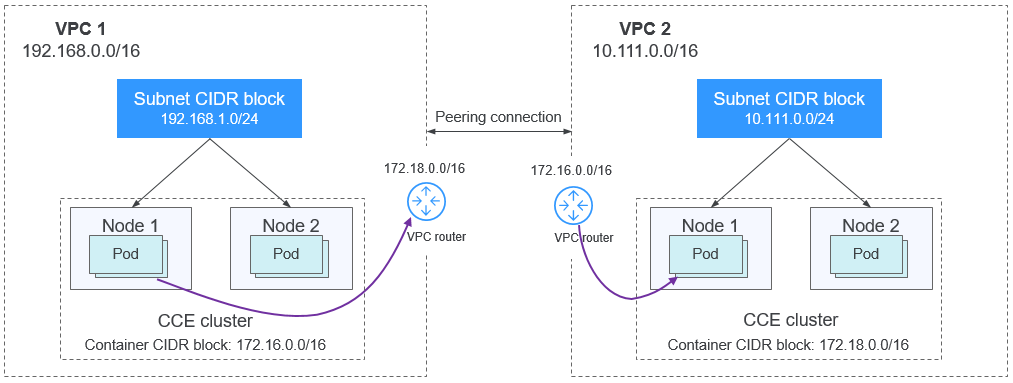 VPC 1
192.168.0.0/16
Subnet CIDR block
192.168.1.0/24
Node 1
Pod
Node 2
Pod
CCE cluster
Container CIDR block: 172.16.0.0/16
Peering connection
172.18.0.0/16
VPC router
172.16.0.0/16
VPC router
VPC 2
10.111.0.0/16
Subnet CIDR block
10.111.0.0/24
Node 1
Pod
Node 2
Pod
CCE cluster
Container CIDR block: 172.18.0.0/16